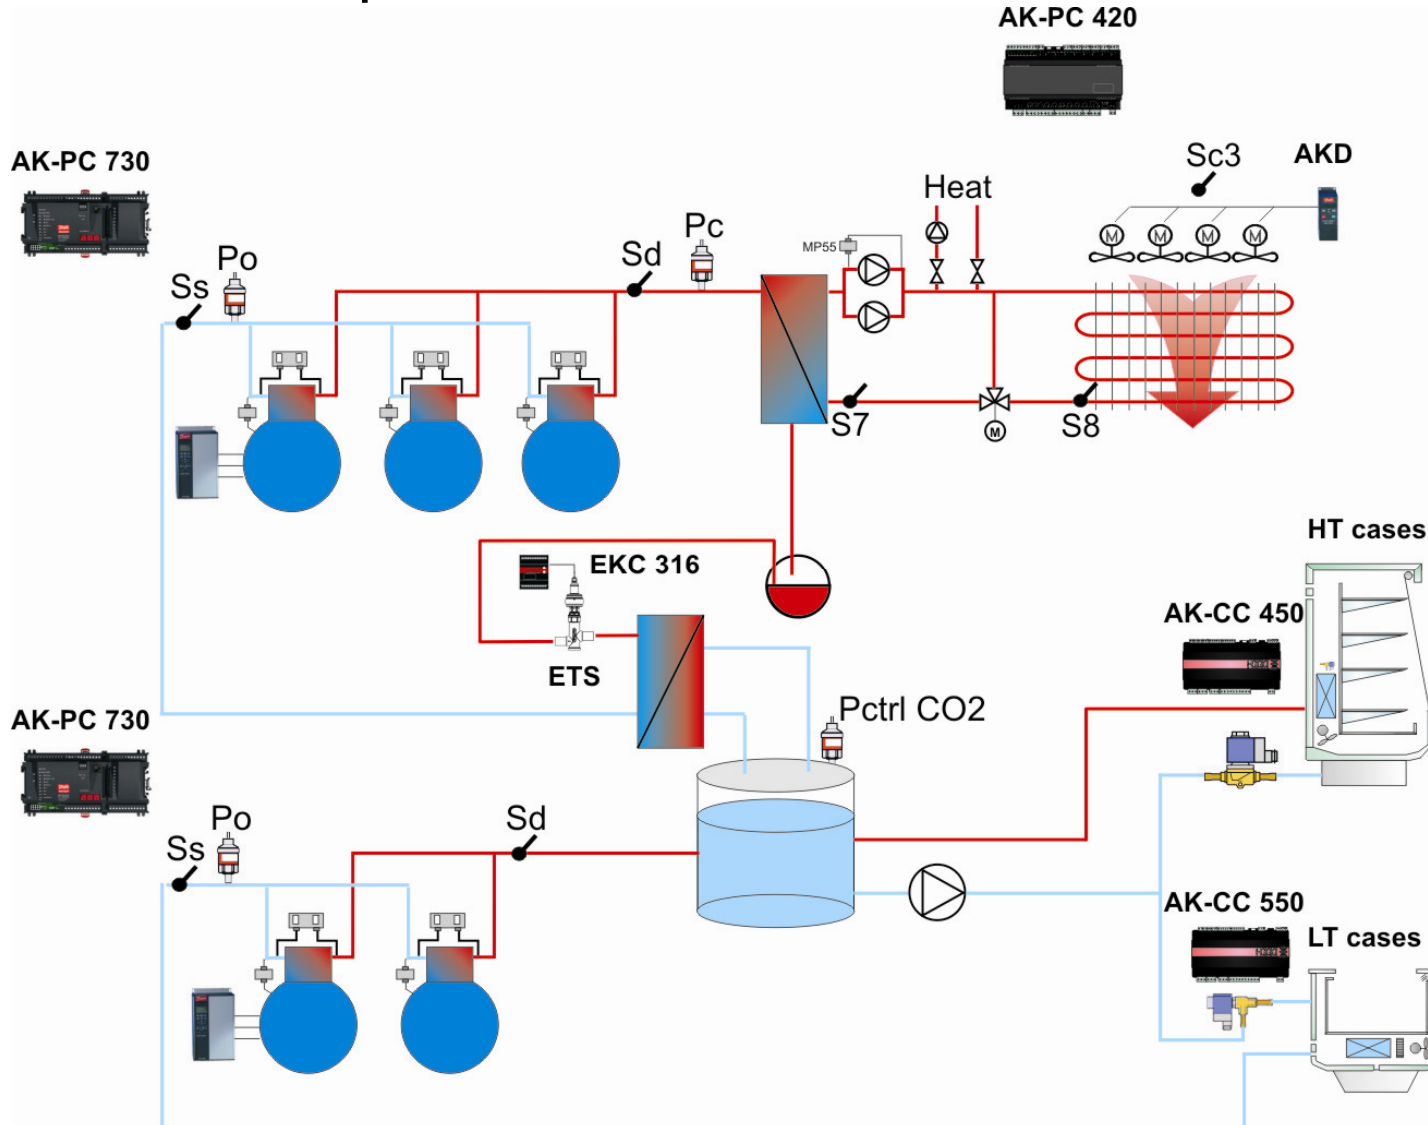 AK-PC 420
AK-PC 730
Sc3
AKD
Heat
Pc
MP55
Po
Sd
Ss
M
M
M
M
S7
S8
M
HT cases
EKC 316
AK-CC 450
ETS
AK-PC 730
Pctrl CO2
Po
Sd
Ss
AK-CC 550
LT cases